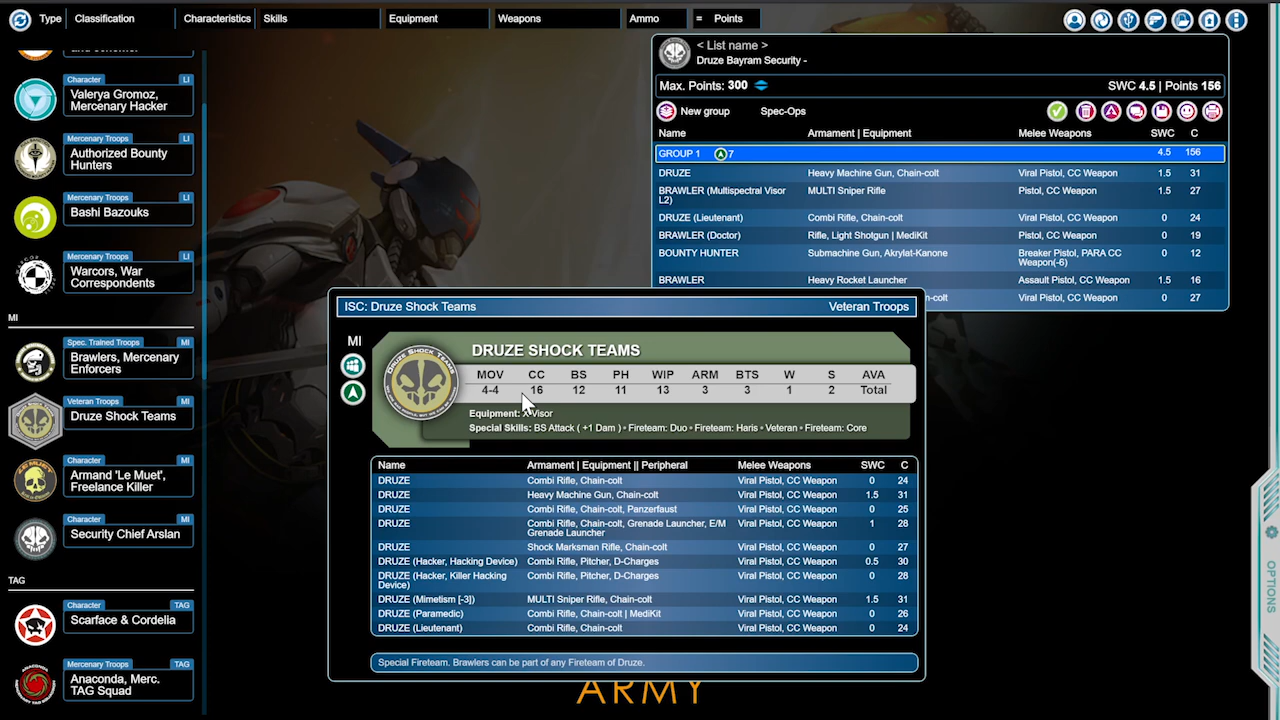 Type Classification Characteristics Skills Equipment Weapons Ammo = Points
Character LI
Valerya Gromoz, Mercenary Hacker
Mercenary Troops LI
Authorized Bounty Hunters
Mercenary Troops LI
Bashi Bazouks
Mercenary Troops LI
Warcors, War Correspondents
MI
Spec. Trained Troops MI
Brawlers, Mercenary Enforcers
Veteran Troops MI
Druze Shock Teams
Character MI
Armand 'Le Muet', Freelance Killer
Character MI
Security Chief Arslan
TAG
Character TAG
Scarface & Cordelia
Mercenary Troops TAG
Anaconda, Merc. TAG Squad
< List name >
Druze Bayram Security -
Max. Points: 300 SWC 4.5 | Points 156
New group Spec-Ops
Name Armament | Equipment Melee Weapons SWC C
GROUP 1 7 4.5 156
DRUZE Heavy Machine Gun, Chain-colt Viral Pistol, CC Weapon 1.5 31
BRAWLER (Multispectral Visor L2) MULTI Sniper Rifle Pistol, CC Weapon 1.5 27
DRUZE (Lieutenant) Combi Rifle, Chain-colt Viral Pistol, CC Weapon 0 24
BRAWLER (Doctor) Rifle, Light Shotgun | MediKit Pistol, CC Weapon 0 19
BOUNTY HUNTER Submachine Gun, Akrylat-Kanone Breaker Pistol, PARA CC Weapon(-6) 0 12
BRAWLER Heavy Rocket Launcher Assault Pistol, CC Weapon 1.5 16
n-colt Viral Pistol, CC Weapon 0 27
ISC: Druze Shock Teams Veteran Troops
MI
DRUZE SHOCK TEAMS
MOV CC BS PH WIP ARM BTS W S AVA
4-4 16 12 11 13 3 3 1 2 Total
Equipment: X Visor
Special Skills: BS Attack ( +1 Dam ) • Fireteam: Duo • Fireteam: Haris • Veteran • Fireteam: Core
DRUZE SHOCK TEAMS
Name Armament | Equipment || Peripheral Melee Weapons SWC C
DRUZE Combi Rifle, Chain-colt Viral Pistol, CC Weapon 0 24
DRUZE Heavy Machine Gun, Chain-colt Viral Pistol, CC Weapon 1.5 31
DRUZE Combi Rifle, Chain-colt, Panzerfaust Viral Pistol, CC Weapon 0 25
DRUZE Combi Rifle, Chain-colt, Grenade Launcher, E/M Grenade Launcher Viral Pistol, CC Weapon 1 28
DRUZE Shock Marksman Rifle, Chain-colt Viral Pistol, CC Weapon 0 27
DRUZE (Hacker, Hacking Device) Combi Rifle, Pitcher, D-Charges Viral Pistol, CC Weapon 0.5 30
DRUZE (Hacker, Killer Hacking Device) Combi Rifle, Pitcher, D-Charges Viral Pistol, CC Weapon 0 28
DRUZE (Mimetism [-3]) MULTI Sniper Rifle, Chain-colt Viral Pistol, CC Weapon 1.5 31
DRUZE (Paramedic) Combi Rifle, Chain-colt | MediKit Viral Pistol, CC Weapon 0 26
DRUZE (Lieutenant) Combi Rifle, Chain-colt Viral Pistol, CC Weapon 0 24
Special Fireteam. Brawlers can be part of any Fireteam of Druze.
ARMY
OPTIONS